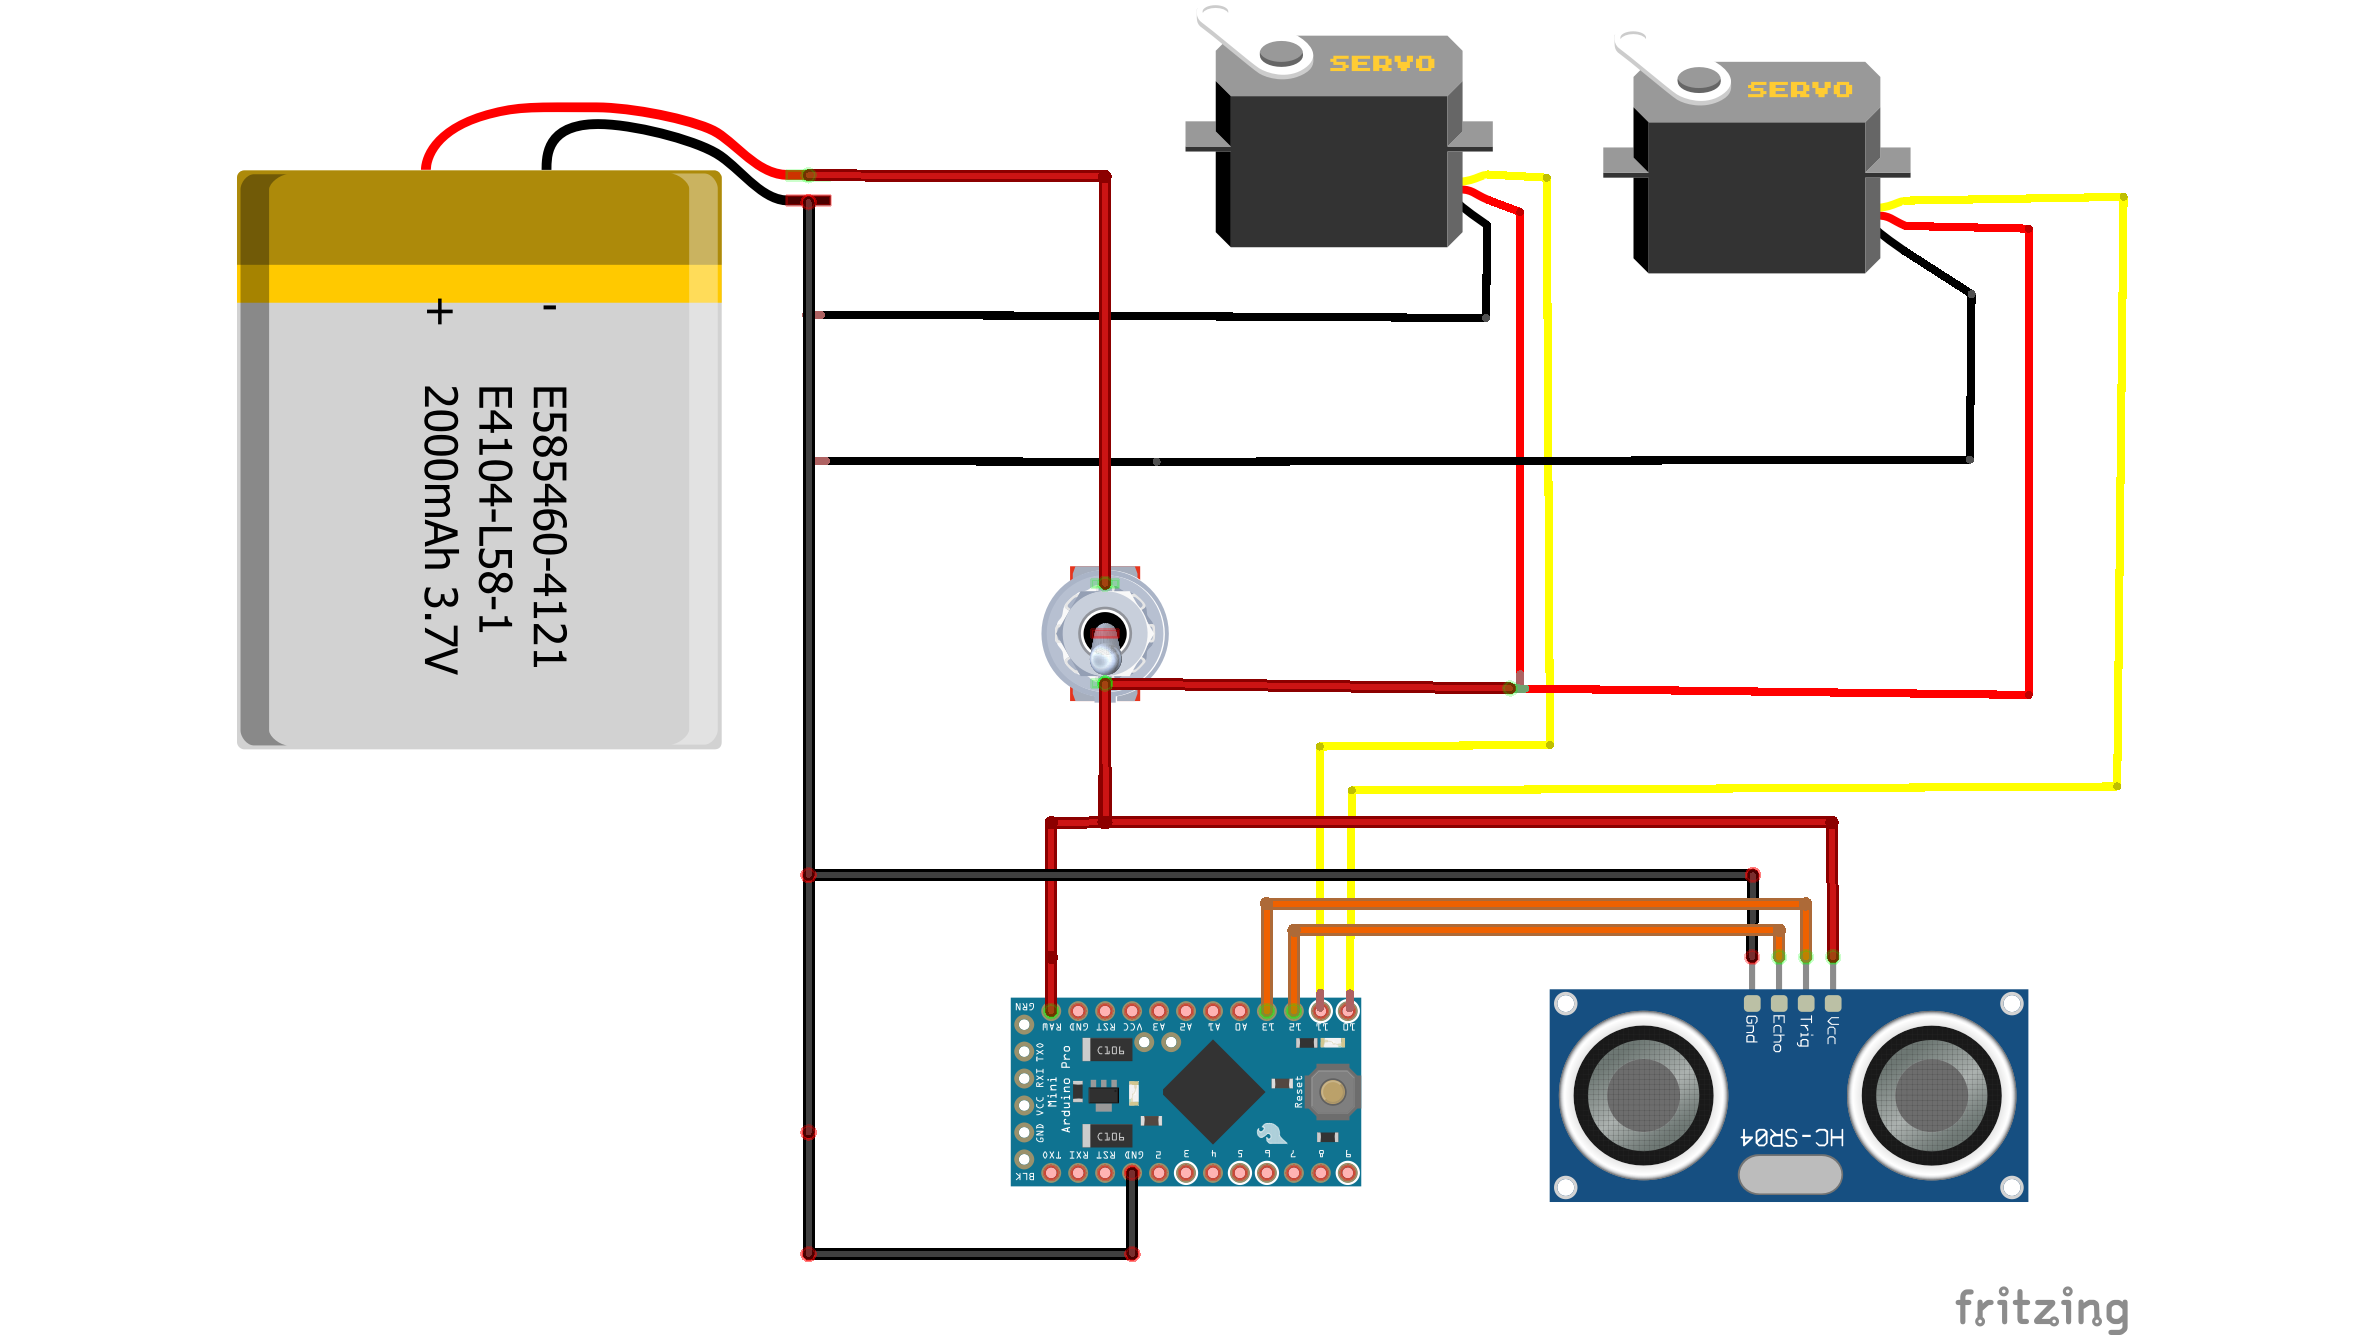 SERVO
SERVO
+ -
E585460-4121
E4104-L58-1
2000mAh 3.7V
GRN
RAW GND RST VCC A3 A2 A1 A0 13 12 11 10
TXO
RXI
VCC
GND
BLK
Arduino Pro
Mini
C106
C106
Reset
TXO RXI RST GND 2 3 4 5 6 7 8 9
Gnd
Echo
Trig
Vcc
HC-SR04
fritzing